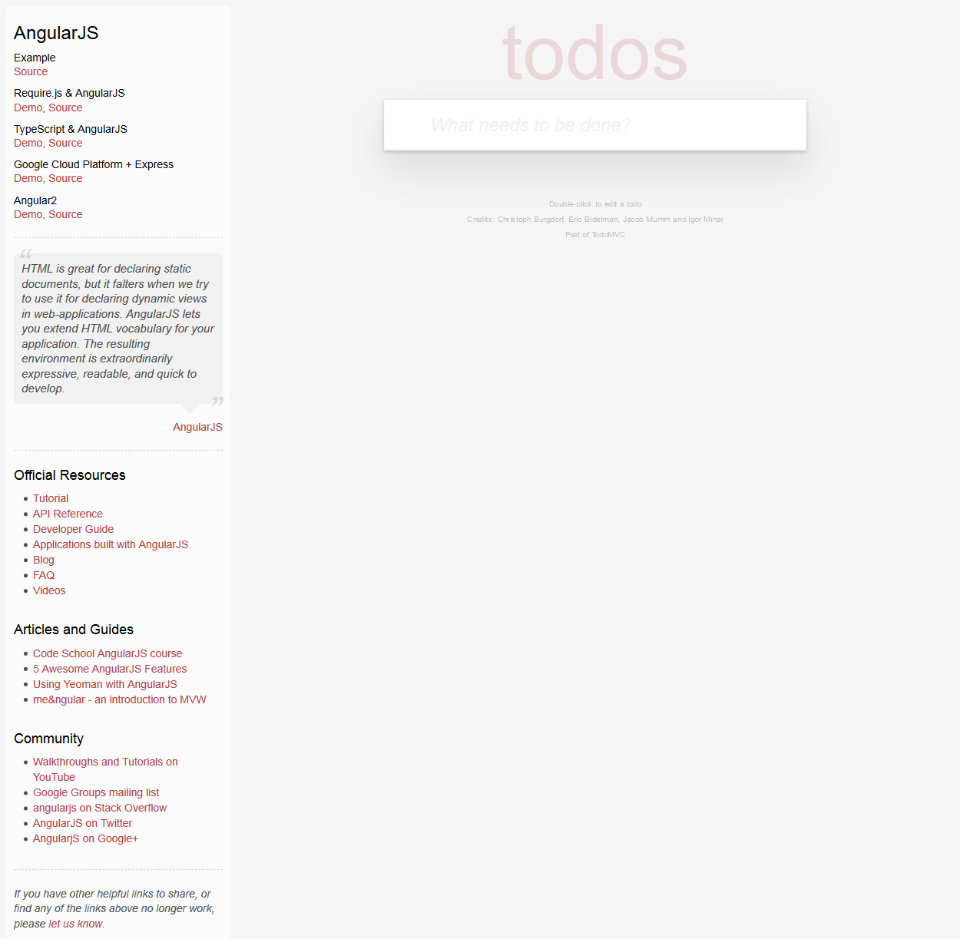 AngularJS
Example
Source
Require.js & AngularJS
Demo, Source
TypeScript & AngularJS
Demo, Source
Google Cloud Platform + Express
Demo, Source
Angular2
Demo, Source
“
HTML is great for declaring static
documents, but it falters when we try
to use it for declaring dynamic views
in web-applications. AngularJS lets
you extend HTML vocabulary for your
application. The resulting
environment is extraordinarily
expressive, readable, and quick to
develop.
”
AngularJS
Official Resources
• Tutorial
• API Reference
• Developer Guide
• Applications built with AngularJS
• Blog
• FAQ
• Videos
Articles and Guides
• Code School AngularJS course
• 5 Awesome AngularJS Features
• Using Yeoman with AngularJS
• me&ngular - an introduction to MVW
Community
• Walkthroughs and Tutorials on
YouTube
• Google Groups mailing list
• angularjs on Stack Overflow
• AngularJS on Twitter
• AngularjS on Google+
If you have other helpful links to share, or
find any of the links above no longer work,
please let us know.
todos
What needs to be done?
Double-click to edit a todo
Credits: Christoph Burgdorf, Eric Bidelman, Jacob Mumm and Igor Minar
Part of TodoMVC